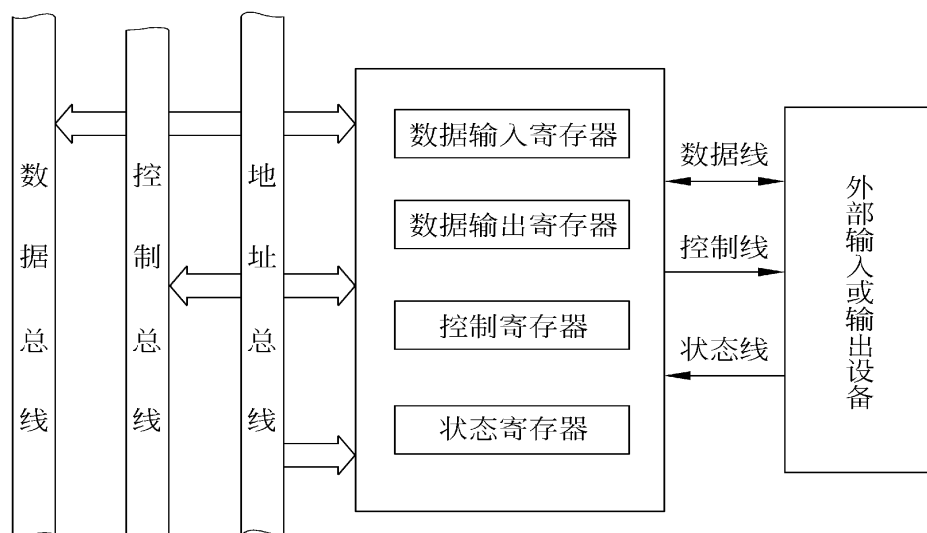 数据总线
控制总线
地址总线
数据输入寄存器
数据输出寄存器
控制寄存器
状态寄存器
数据线
控制线
状态线
外部输入或输出设备